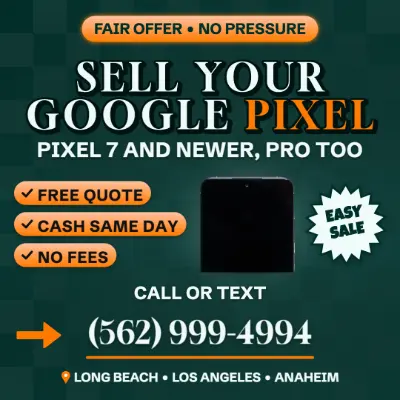 FAIR OFFER • NO PRESSURE
SELL YOUR
GOOGLE PIXEL
PIXEL 7 AND NEWER, PRO TOO
FREE QUOTE
CASH SAME DAY
NO FEES
EASY
SALE
CALL OR TEXT
(562) 999-4994
LONG BEACH • LOS ANGELES • ANAHEIM